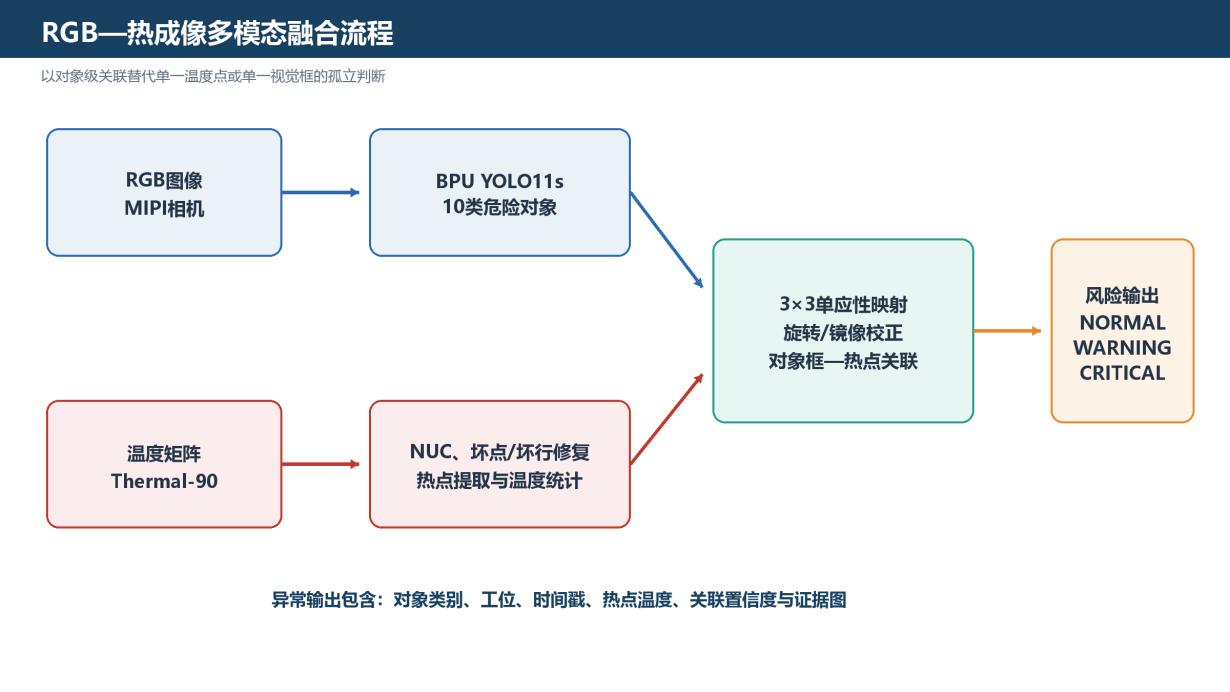 RGB—热成像多模态融合流程
以对象级关联替代单一温度点或单一视觉框的孤立判断
RGB图像
MIPI相机
BPU YOLO11s
10类危险对象
3×3单应性映射
旋转/镜像校正
对象框—热点关联
风险输出
NORMAL
WARNING
CRITICAL
温度矩阵
Thermal-90
NUC、坏点/坏行修复
热点提取与温度统计
异常输出包含：对象类别、工位、时间戳、热点温度、关联置信度与证据图